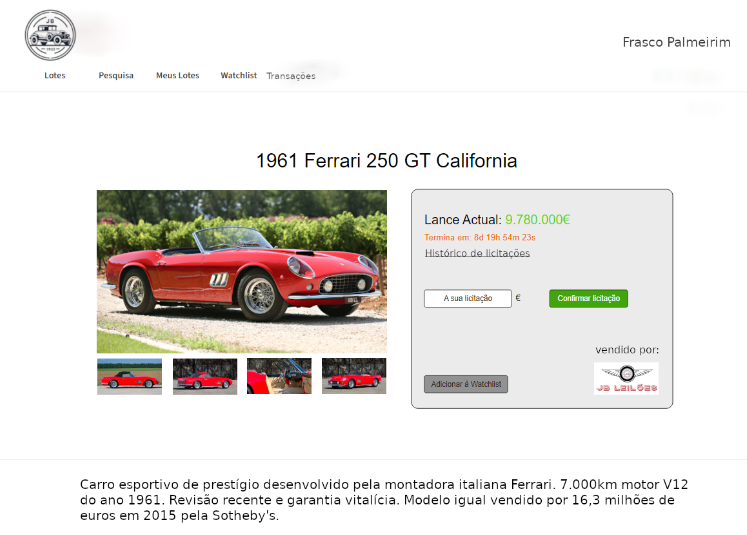 JB
1922
Frasco Palmeirim
Lotes Pesquisa Meus Lotes Watchlist Transações
1961 Ferrari 250 GT California
Lance Actual: 9.780.000€
Termina em: 8d 19h 54m 23s
Histórico de licitações
A sua licitação € Confirmar licitação
vendido por:
JB LEILÕES
Adicionar á Watchlist
Carro esportivo de prestígio desenvolvido pela montadora italiana Ferrari. 7.000km motor V12
do ano 1961. Revisão recente e garantia vitalícia. Modelo igual vendido por 16,3 milhões de
euros em 2015 pela Sotheby's.